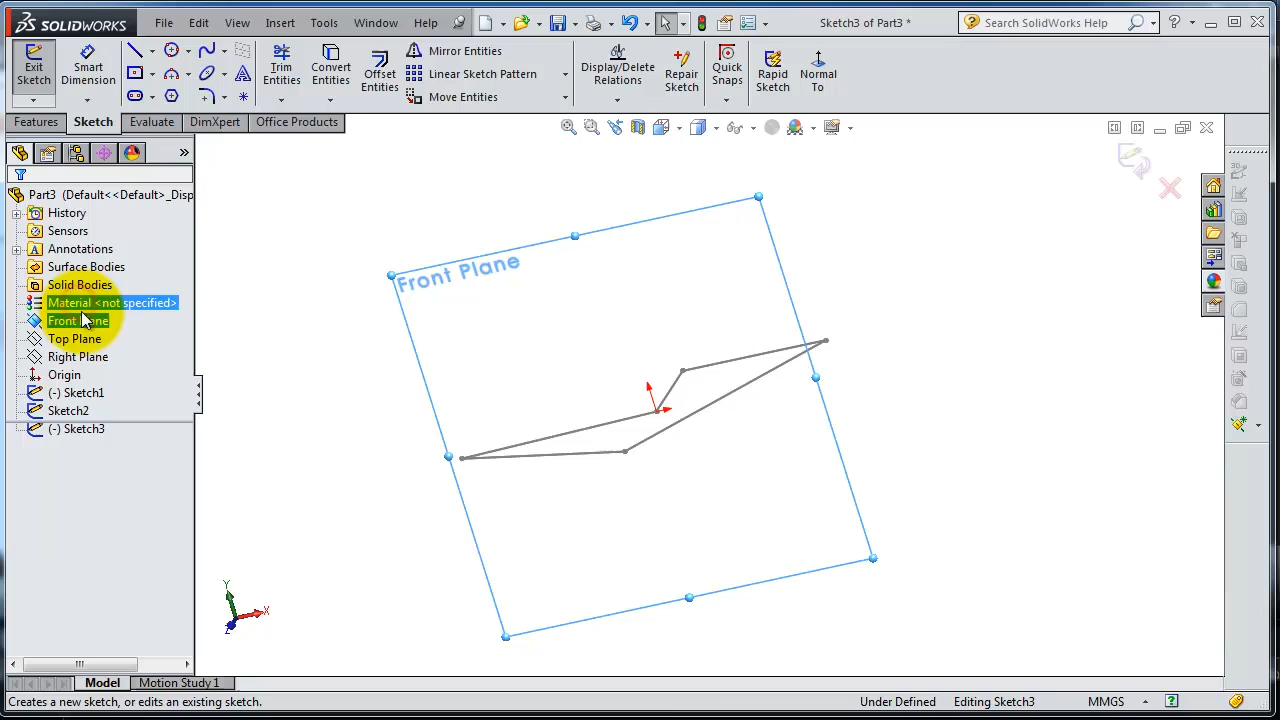 SOLIDWORKS File Edit View Insert Tools Window Help Sketch3 of Part3 * Search SolidWorks Help
Exit Sketch
Smart Dimension
Trim Entities
Convert Entities
Offset Entities
Mirror Entities
Linear Sketch Pattern
Move Entities
Display/Delete Relations
Repair Sketch
Quick Snaps
Rapid Sketch
Normal To
Features Sketch Evaluate DimXpert Office Products
Part3 (Default<<Default>_Disp
History
Sensors
Annotations
Surface Bodies
Solid Bodies
Material <not specified>
Front Plane
Top Plane
Right Plane
Origin
(-) Sketch1
Sketch2
(-) Sketch3
Front Plane
Y
X
Z
Model Motion Study 1
Creates a new sketch, or edits an existing sketch. Under Defined Editing Sketch3 MMGS